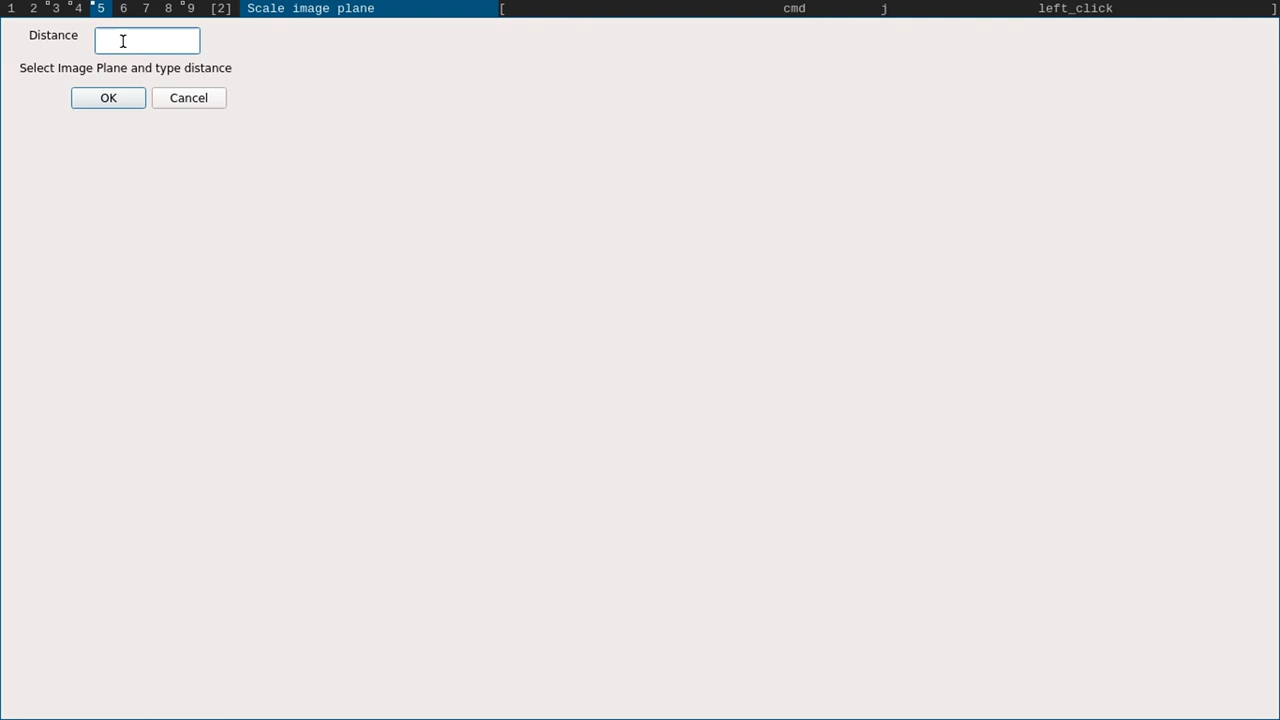 1 2 3 4 5 6 7 8 9 [2] Scale image plane [ cmd j left_click ]
Distance
Select Image Plane and type distance
OK Cancel